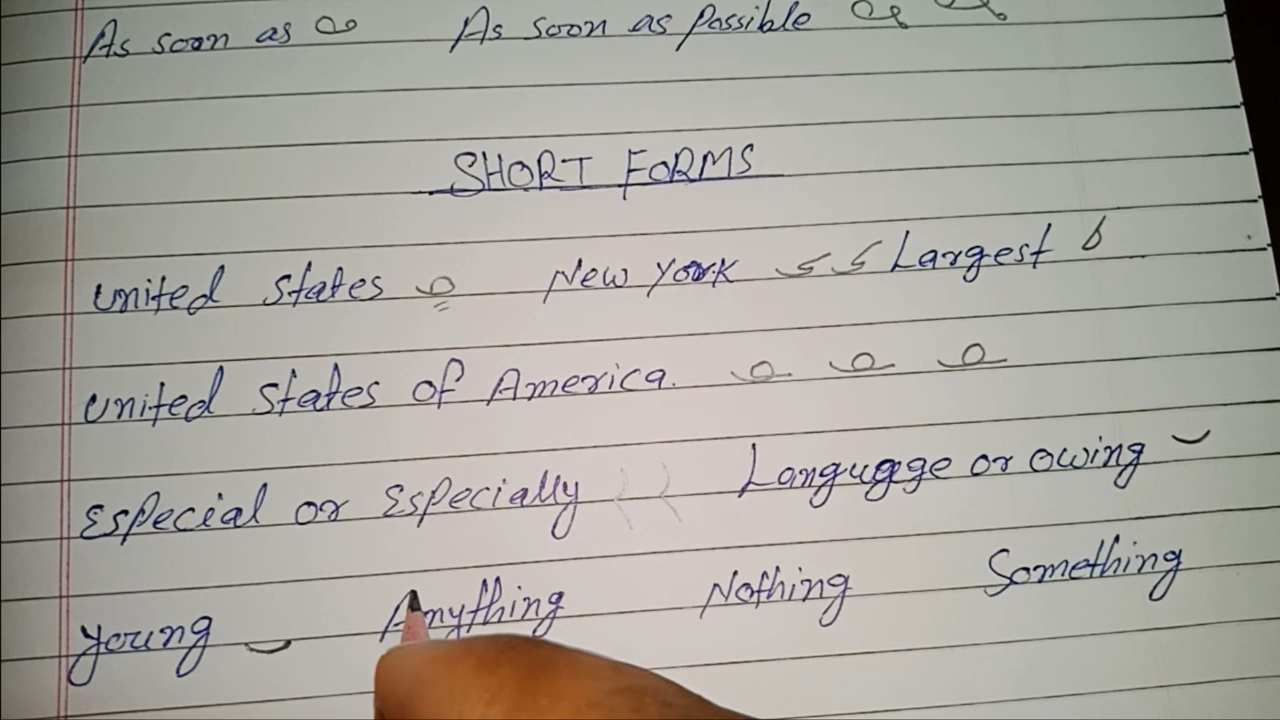 As soon as As soon as possible
SHORT FORMS
United States New York Largest
United States of America.
Especial or Especially Langugge or owing
young Anything Nothing Something